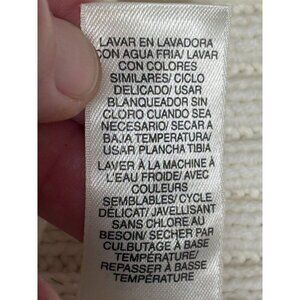 LAVAR EN LAVADORA
CON AGUA FRIA/ LAVAR
CON COLORES
SIMILARES/ CICLO
DELICADO/ USAR
BLANQUEADOR SIN
CLORO CUANDO SEA
NECESARIO/ SECAR A
BAJA TEMPERATURA/
USAR PLANCHA TIBIA
LAVER À LA MACHINE À
L'EAU FROIDE/ AVEC
COULEURS
SEMBLABLES/ CYCLE
DÉLICAT/ JAVELLISANT
SANS CHLORE AU
BESOIN/ SECHER PAR
CULBUTAGE À BASE
TEMPÉRATURE/
REPASSER À BASSE
TEMPÉRATURE